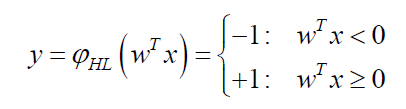 y = φ_HL (w^T x) = { −1: w^T x < 0
+1: w^T x ≥ 0